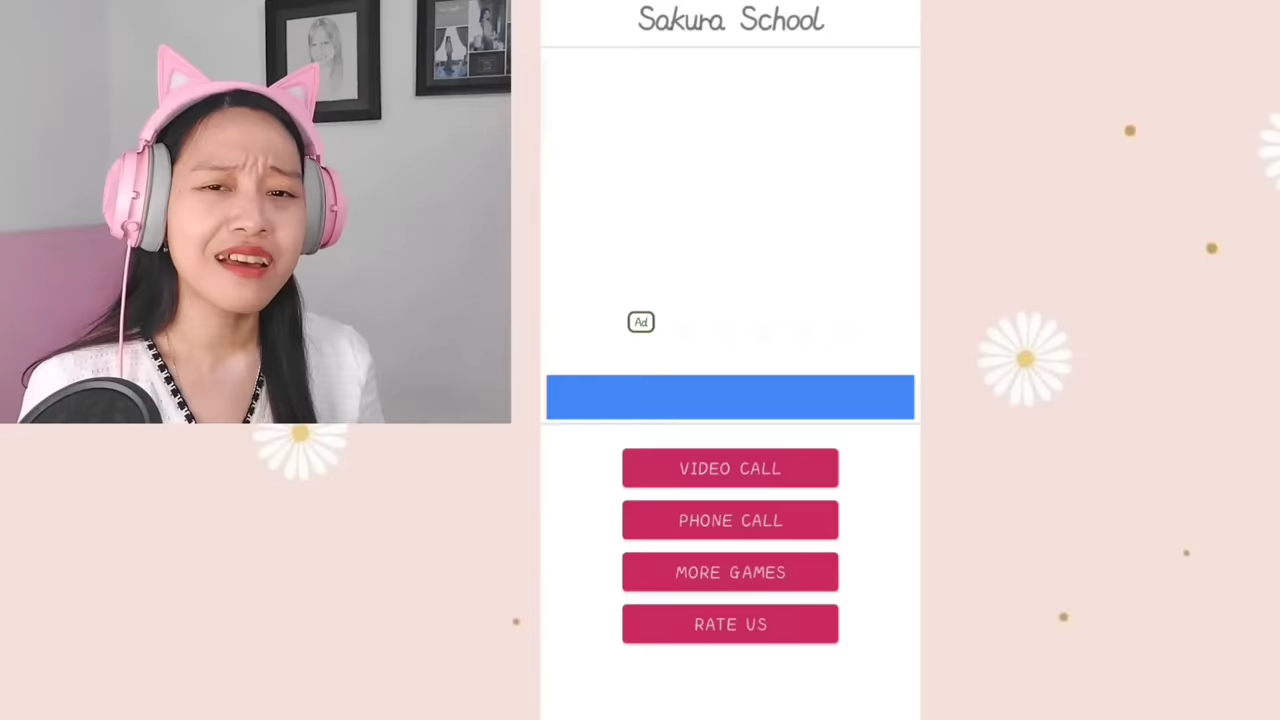 Sakura School
Ad
VIDEO CALL
PHONE CALL
MORE GAMES
RATE US